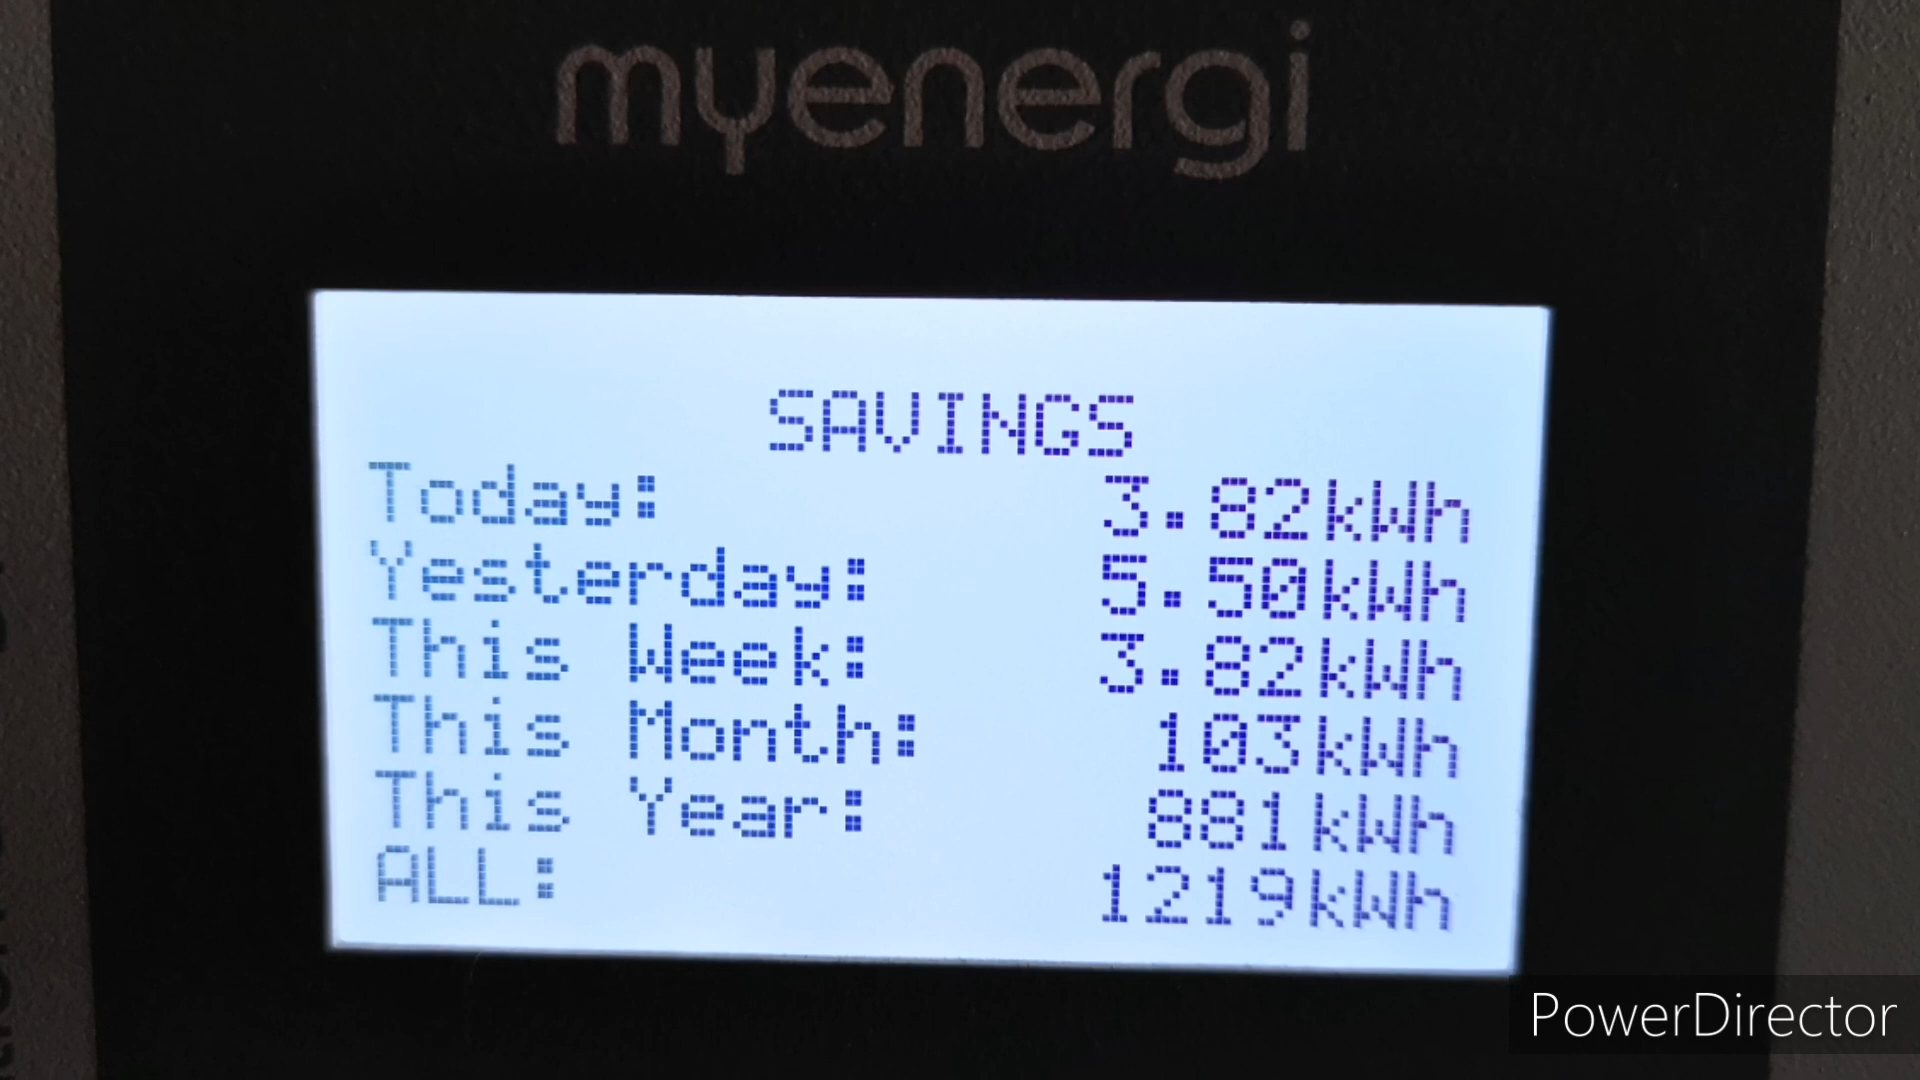 myenergi
SAVINGS
Today: 3.82kWh
Yesterday: 5.50kWh
This Week: 3.82kWh
This Month: 103kWh
This Year: 881kWh
ALL: 1219kWh
PowerDirector